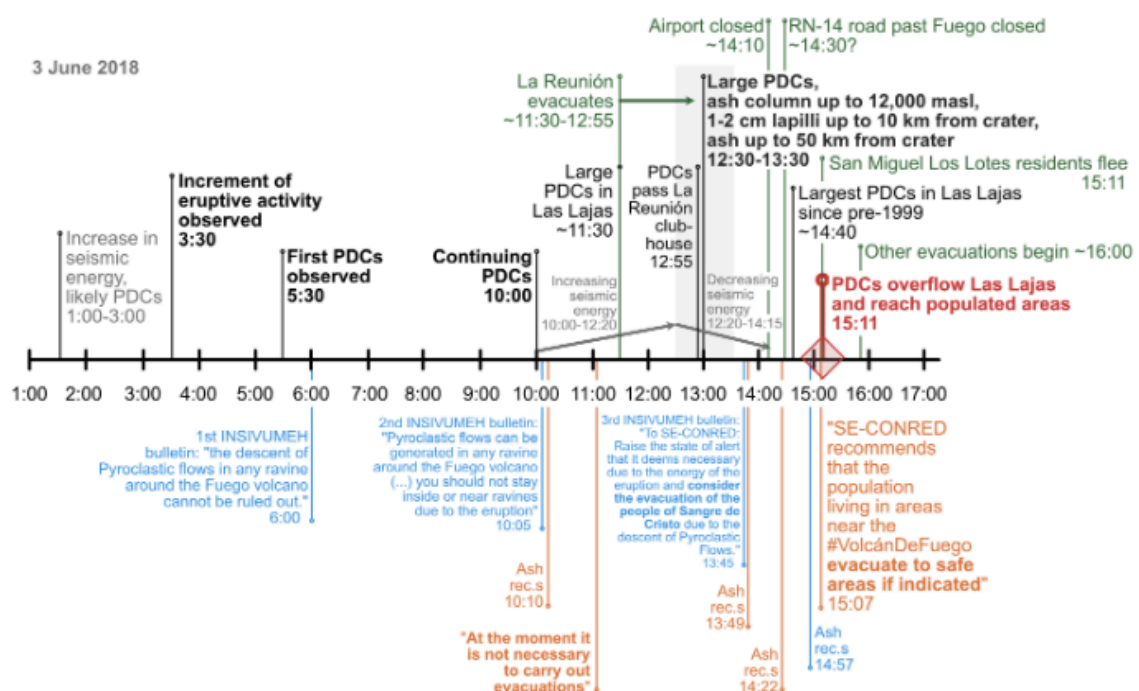 3 June 2018
Airport closed
~14:10
RN-14 road past Fuego closed
~14:30?
La Reunión
evacuates
~11:30-12:55
Large PDCs,
ash column up to 12,000 masl,
1-2 cm lapilli up to 10 km from crater,
ash up to 50 km from crater
12:30-13:30
San Miguel Los Lotes residents flee
15:11
Increment of
eruptive activity
observed
3:30
Large
PDCs in
Las Lajas
~11:30
PDCs
pass La
Reunión
club-
house
12:55
Largest PDCs in Las Lajas
since pre-1999
~14:40
Increase in
seismic
energy,
likely PDCs
1:00-3:00
First PDCs
observed
5:30
Continuing
PDCs
10:00
Increasing
seismic
energy
10:00-12:20
Decreasing
seismic
energy
12:20-14:15
Other evacuations begin ~16:00
PDCs overflow Las Lajas
and reach populated areas
15:11
1:00 2:00 3:00 4:00 5:00 6:00 7:00 8:00 9:00 10:00 11:00 12:00 13:00 14:00 15:00 16:00 17:00
1st INSIVUMEH
bulletin: "the descent of
Pyroclastic flows in any ravine
around the Fuego volcano
cannot be ruled out."
6:00
2nd INSIVUMEH bulletin:
"Pyroclastic flows can be
generated in any ravine
around the Fuego volcano
(...) you should not stay
inside or near ravines
due to the eruption"
10:05
3rd INSIVUMEH bulletin:
"To SE-CONRED:
Raise the state of alert
that it deems necessary
due to the energy of the
eruption and consider
the evacuation of the
people of Sangre de
Cristo due to the
descent of Pyroclastic
Flows."
13:45
"SE-CONRED
recommends
that the
population
living in areas
near the
#VolcánDeFuego
evacuate to safe
areas if indicated"
15:07
Ash
rec.s
10:10
Ash
rec.s
13:49
"At the moment it
is not necessary
to carry out
evacuations"
Ash
rec.s
14:22
Ash
rec.s
14:57